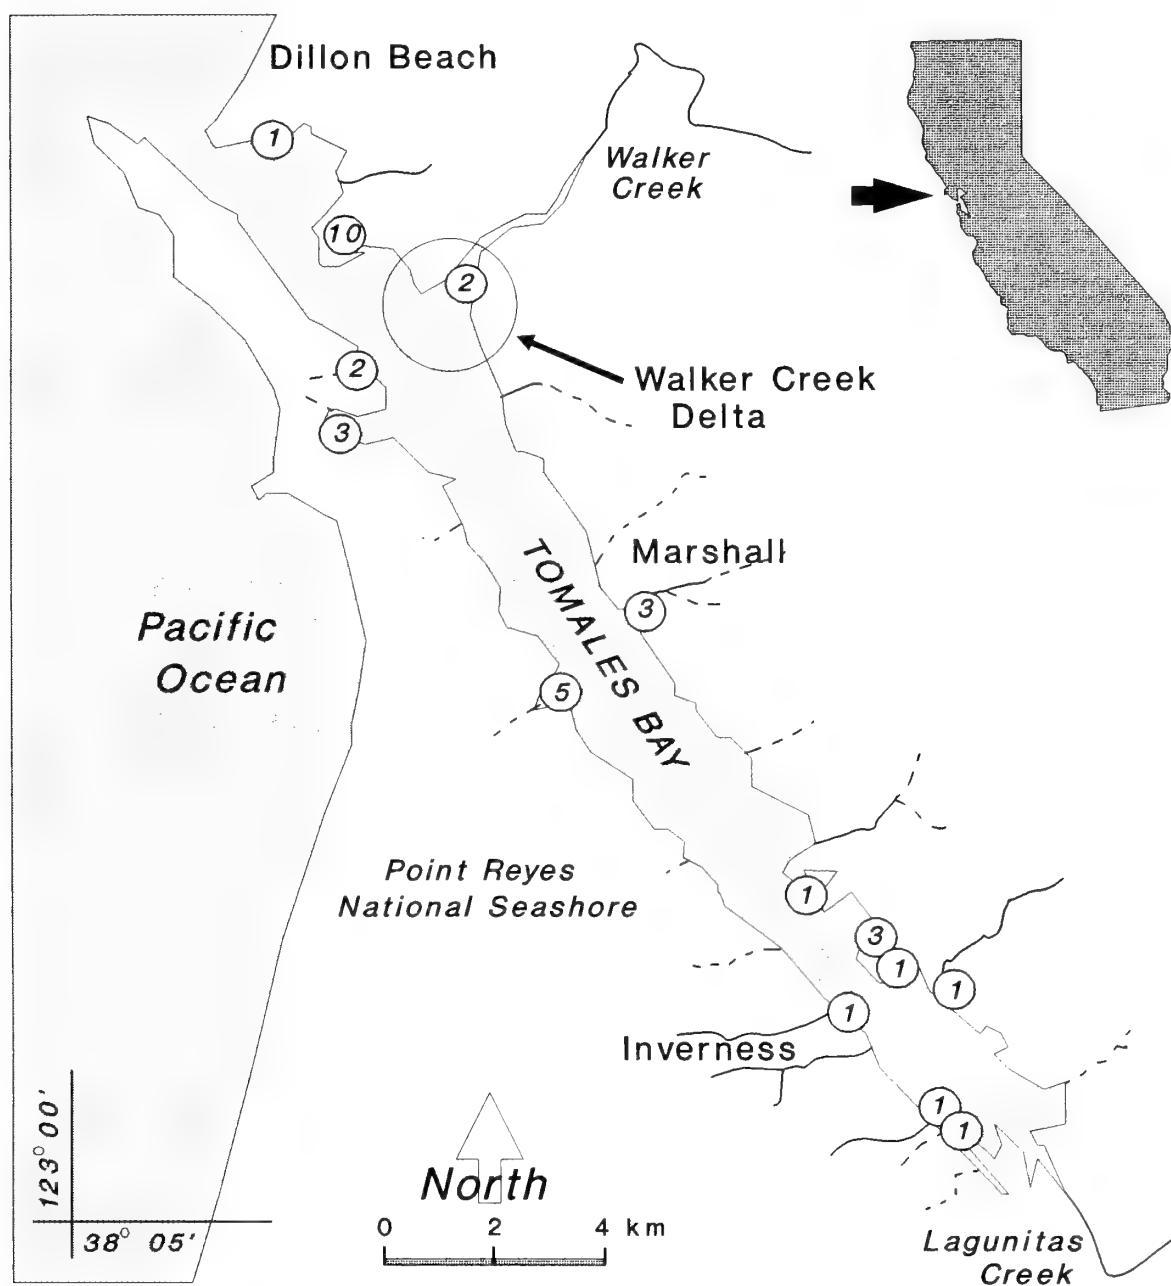 Dillon Beach
1
Walker
Creek
10
2
2
Walker Creek
Delta
3
Marshall
TOMALES BAY
3
Pacific
Ocean
5
Point Reyes
National Seashore
1
3
1
1
1
Inverness
1
1
123° 00'
38° 05'
North
0 2 4 km
Lagunitas
Creek